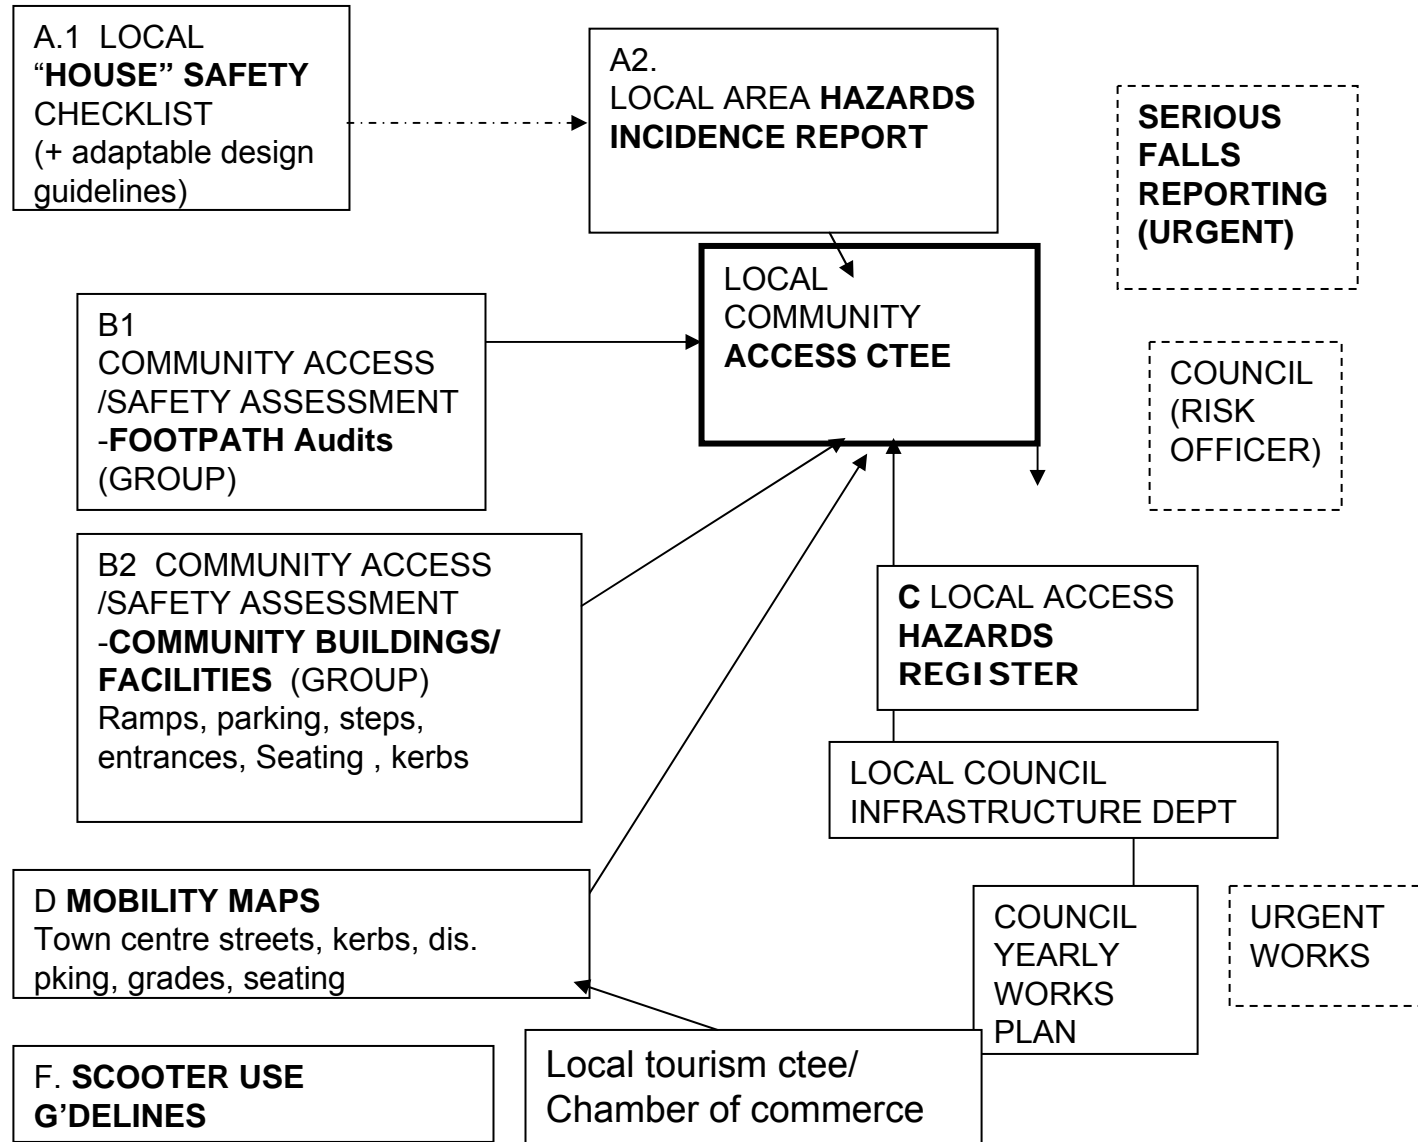 A.1 LOCAL
“HOUSE” SAFETY
CHECKLIST
(+ adaptable design
guidelines)
A2.
LOCAL AREA HAZARDS
INCIDENCE REPORT
SERIOUS
FALLS
REPORTING
(URGENT)
LOCAL
COMMUNITY
ACCESS CTEE
B1
COMMUNITY ACCESS
/SAFETY ASSESSMENT
-FOOTPATH Audits
(GROUP)
COUNCIL
(RISK
OFFICER)
B2 COMMUNITY ACCESS
/SAFETY ASSESSMENT
-COMMUNITY BUILDINGS/
FACILITIES (GROUP)
Ramps, parking, steps,
entrances, Seating , kerbs
C LOCAL ACCESS
HAZARDS
REGISTER
LOCAL COUNCIL
INFRASTRUCTURE DEPT
D MOBILITY MAPS
Town centre streets, kerbs, dis.
pking, grades, seating
COUNCIL
YEARLY
WORKS
PLAN
URGENT
WORKS
F. SCOOTER USE
G’DELINES
Local tourism ctee/
Chamber of commerce